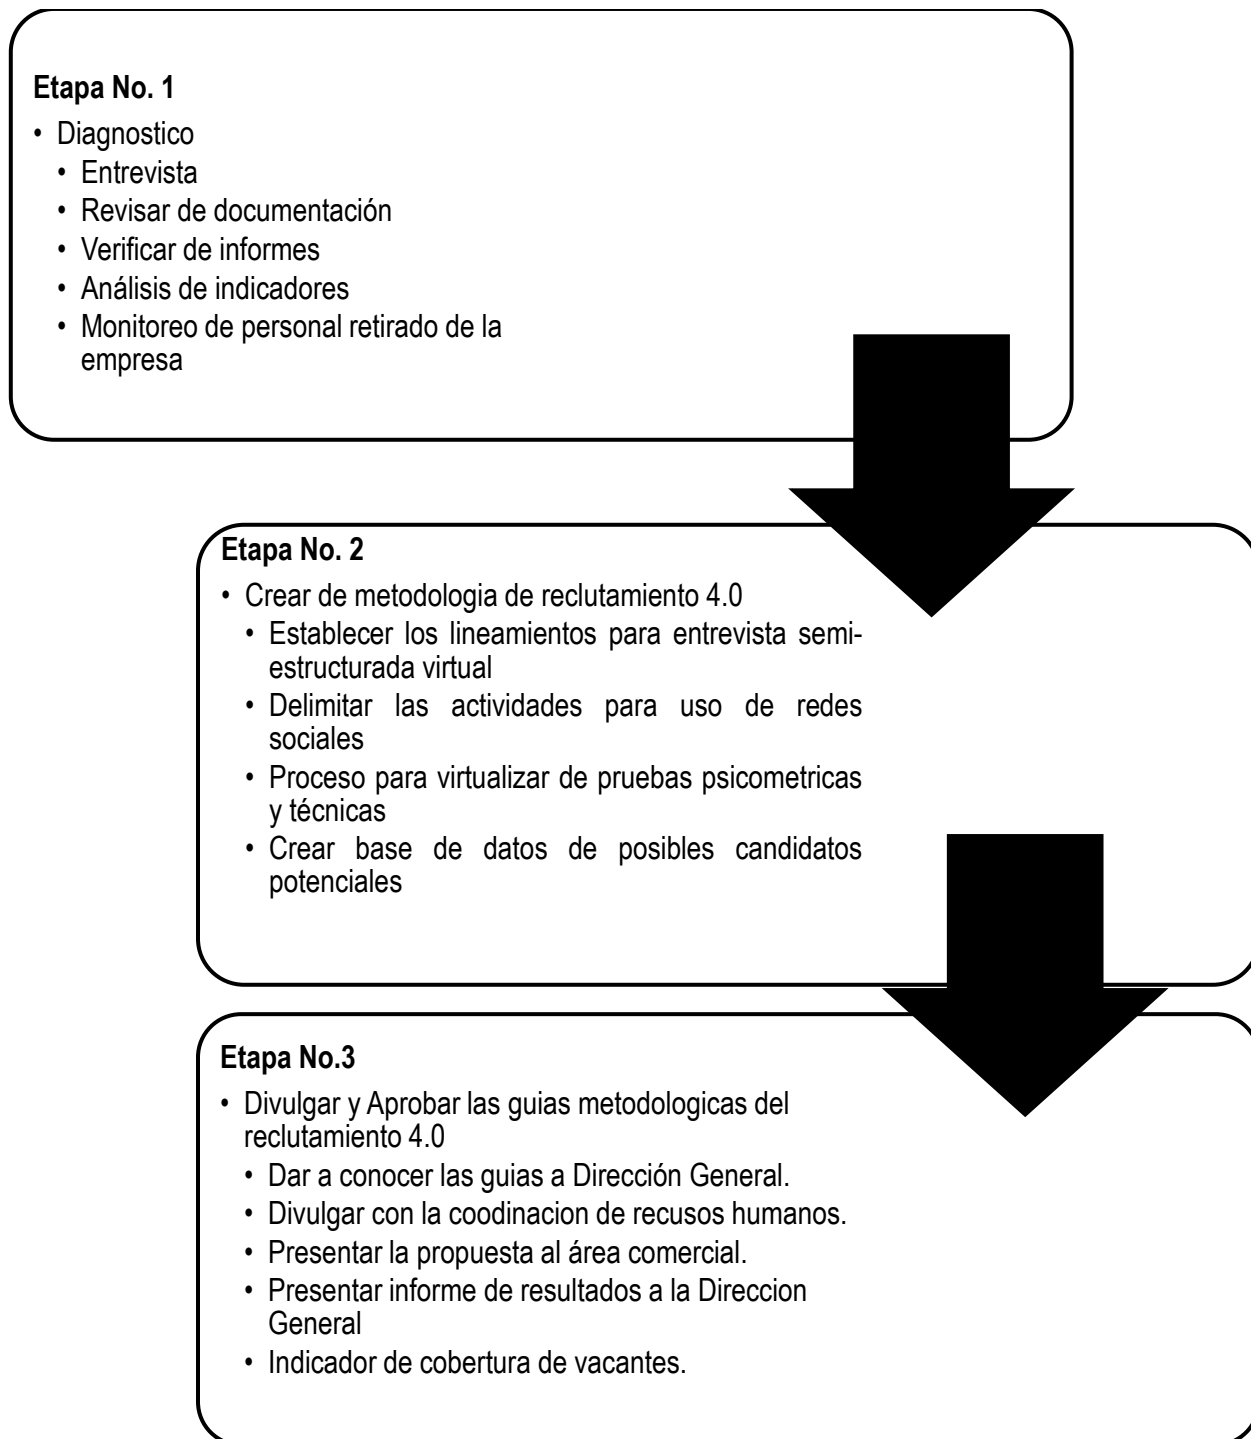 Etapa No. 1
• Diagnostico
• Entrevista
• Revisar de documentación
• Verificar de informes
• Análisis de indicadores
• Monitoreo de personal retirado de la
empresa
Etapa No. 2
• Crear de metodologia de reclutamiento 4.0
• Establecer los lineamientos para entrevista semi-
estructurada virtual
• Delimitar las actividades para uso de redes
sociales
• Proceso para virtualizar de pruebas psicometricas
y técnicas
• Crear base de datos de posibles candidatos
potenciales
Etapa No.3
• Divulgar y Aprobar las guias metodologicas del
reclutamiento 4.0
• Dar a conocer las guias a Dirección General.
• Divulgar con la coodinacion de recusos humanos.
• Presentar la propuesta al área comercial.
• Presentar informe de resultados a la Direccion
General
• Indicador de cobertura de vacantes.